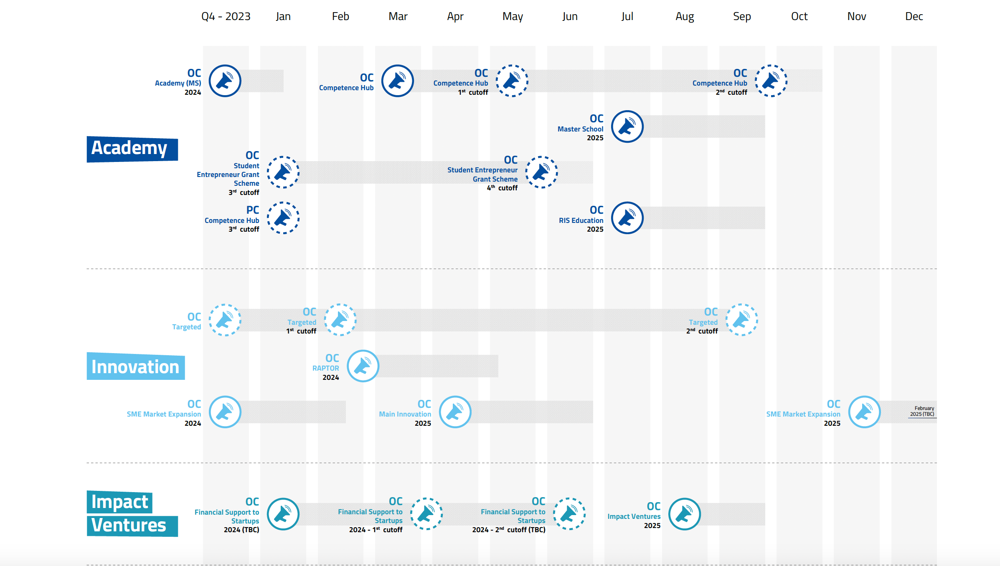 Q4 - 2023 Jan Feb Mar Apr May Jun Jul Aug Sep Oct Nov Dec
Academy
OC
Academy (MS)
2024
OC
Competence Hub
OC
Competence Hub
1st cutoff
OC
Competence Hub
2nd cutoff
OC
Master School
2025
OC
Student
Entrepreneur Grant
Scheme
3rd cutoff
OC
Student Entrepreneur
Grant Scheme
4th cutoff
PC
Competence Hub
3rd cutoff
OC
RIS Education
2025
Innovation
OC
Targeted
OC
Targeted
1st cutoff
OC
Targeted
2nd cutoff
OC
RAPTOR
2024
OC
SME Market Expansion
2024
OC
Main Innovation
2025
OC
SME Market Expansion
2025
February
2025 (TBC)
Impact
Ventures
OC
Financial Support to
Startups
2024 (TBC)
OC
Financial Support to
Startups
2024 - 1st cutoff
OC
Financial Support to
Startups
2024 - 2nd cutoff (TBC)
OC
Impact Ventures
2025